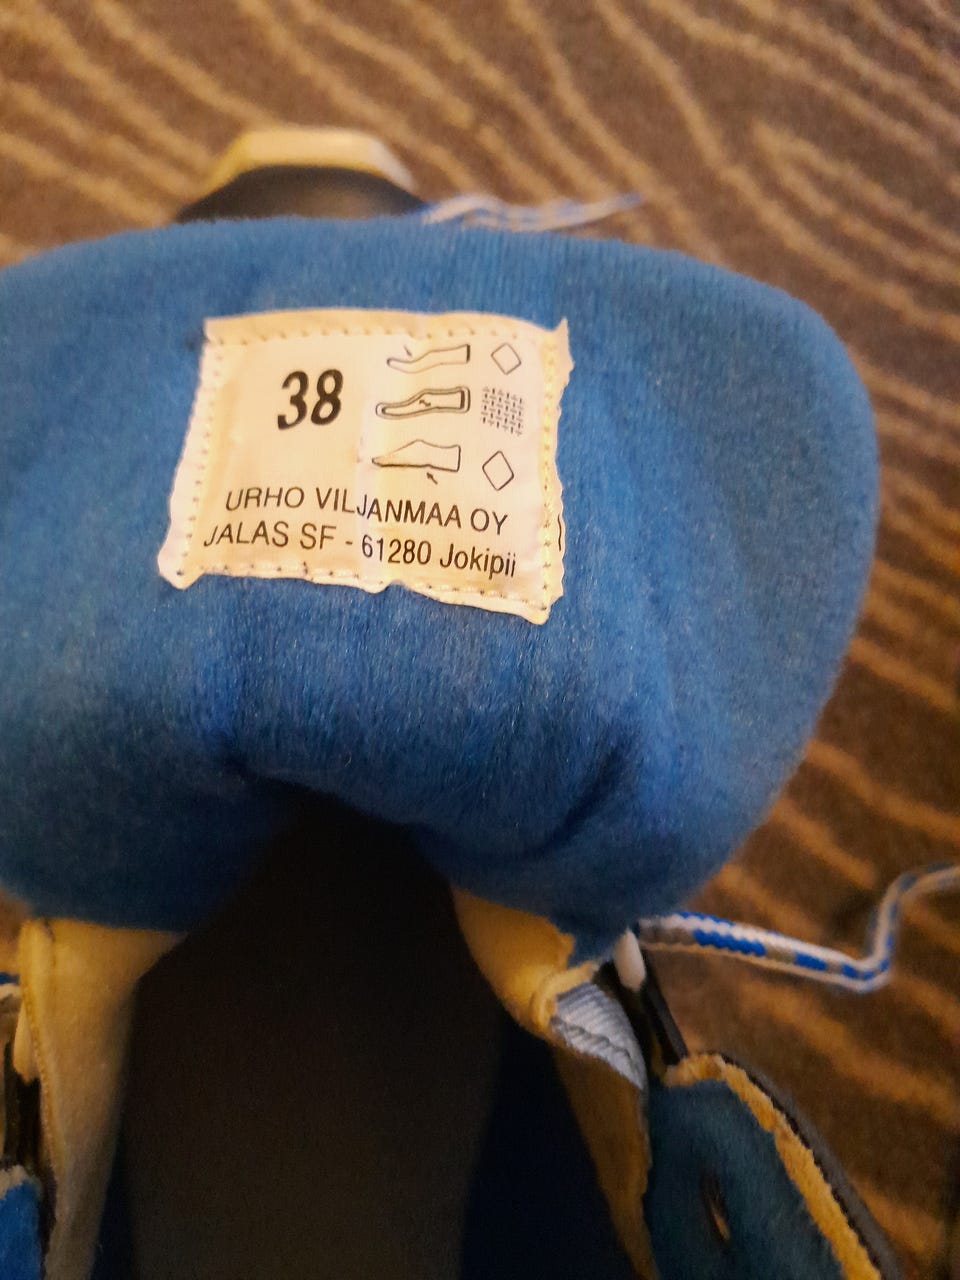 38
URHO VILJANMAA OY
JALAS SF - 61280 Jokipii